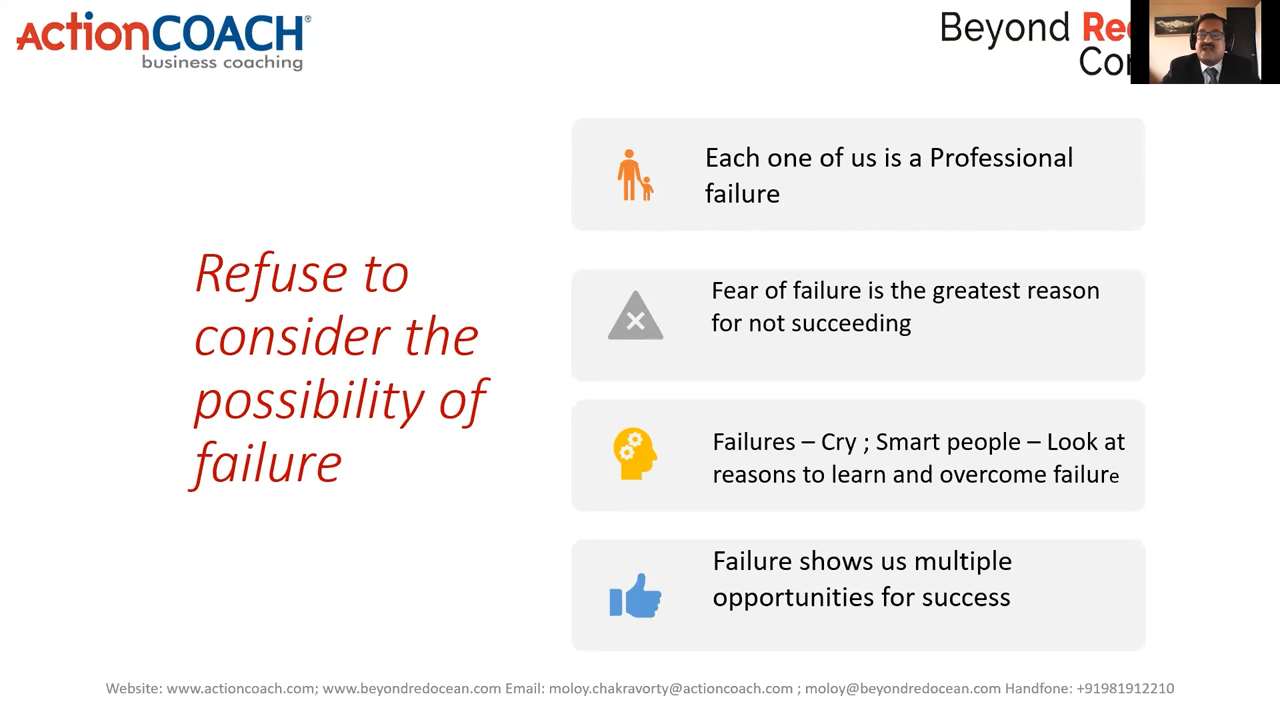 ActionCOACH®
business coaching
Beyond
Refuse to
consider the
possibility of
failure
Each one of us is a Professional
failure
Fear of failure is the greatest reason
for not succeeding
Failures – Cry ; Smart people – Look at
reasons to learn and overcome failure
Failure shows us multiple
opportunities for success
Website: www.actioncoach.com; www.beyondredocean.com Email: moloy.chakravorty@actioncoach.com ; moloy@beyondredocean.com Handfone: +91981912210